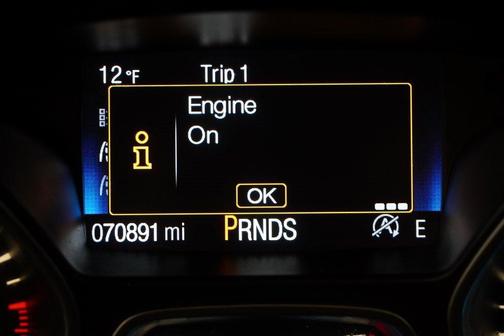 12°F Trip 1
Engine
On
OK
070891 mi PRNDS E